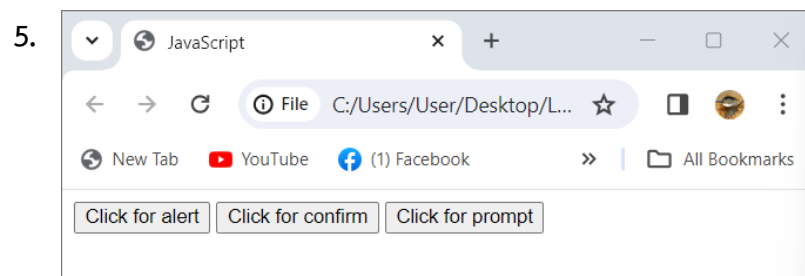 5.
JavaScript
File C:/Users/User/Desktop/L...
New Tab YouTube (1) Facebook » All Bookmarks
Click for alert Click for confirm Click for prompt